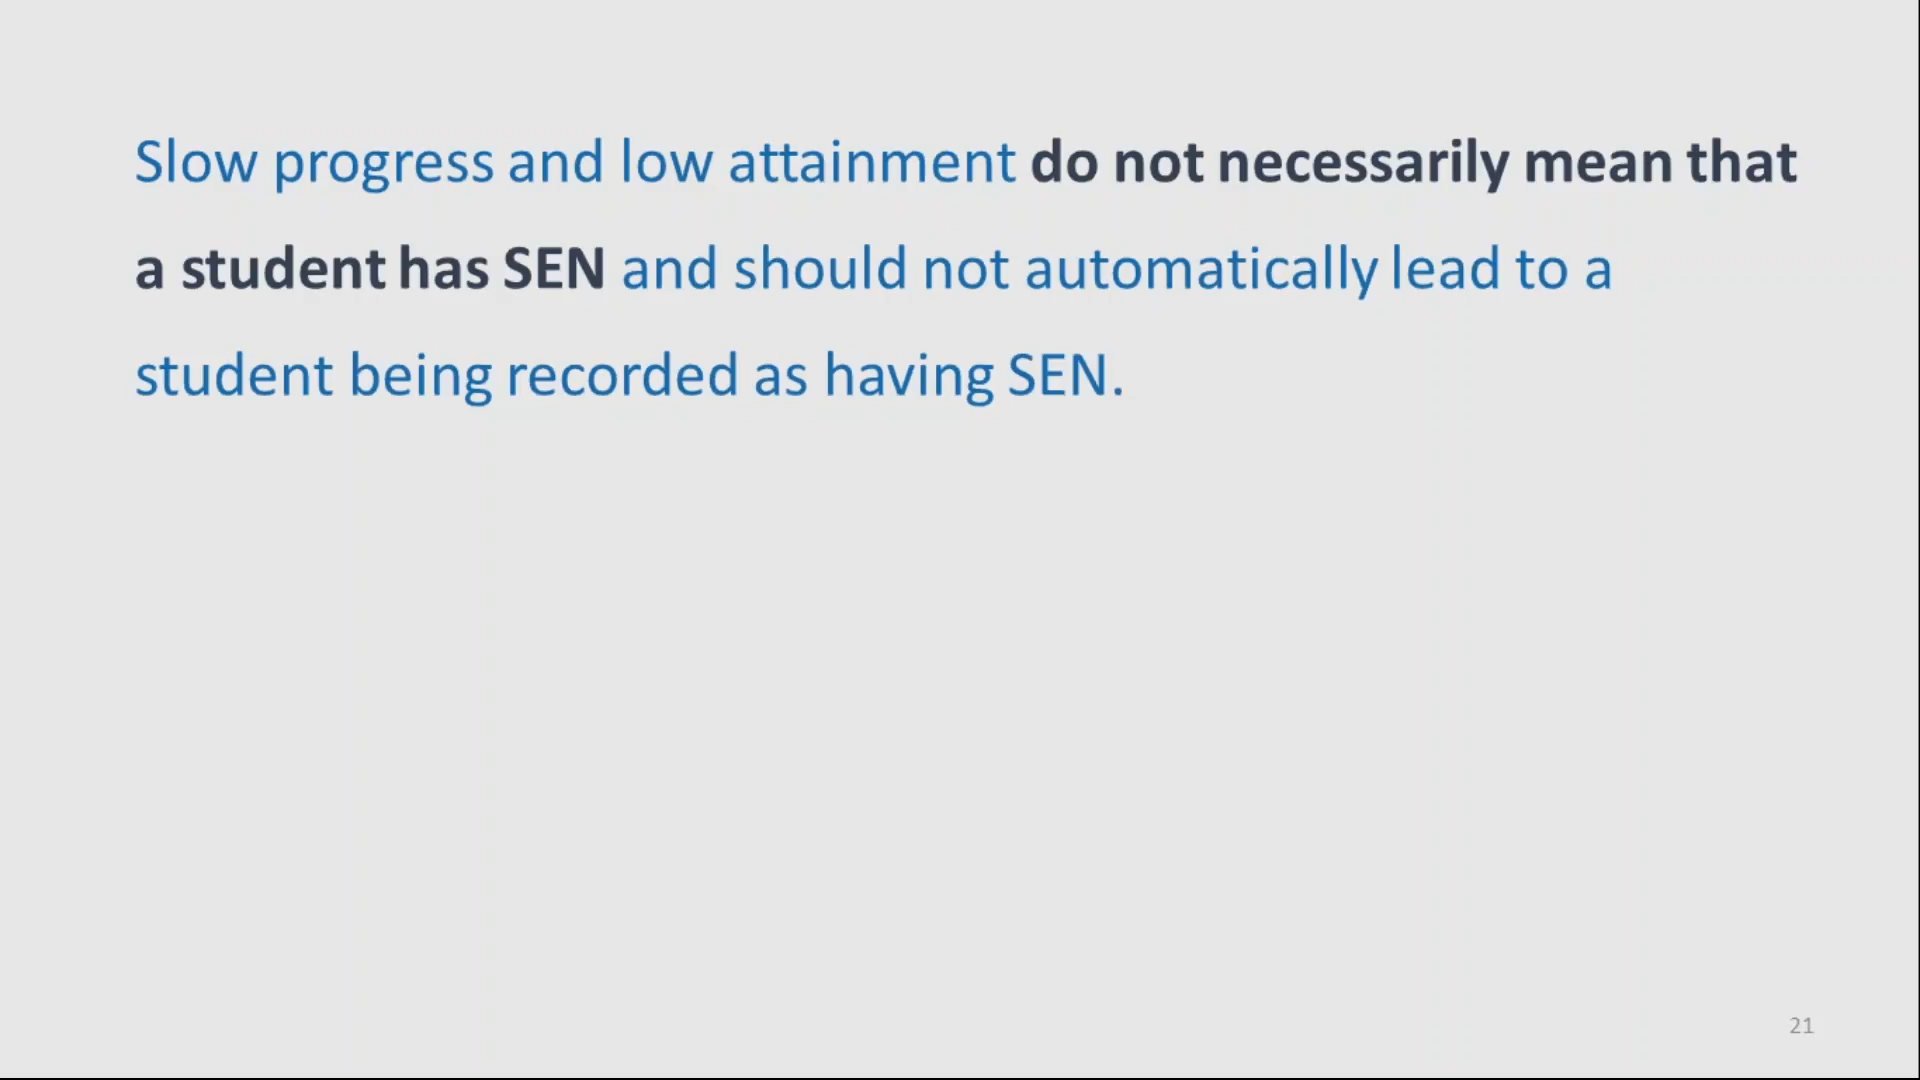 Slow progress and low attainment do not necessarily mean that
a student has SEN and should not automatically lead to a
student being recorded as having SEN.
21